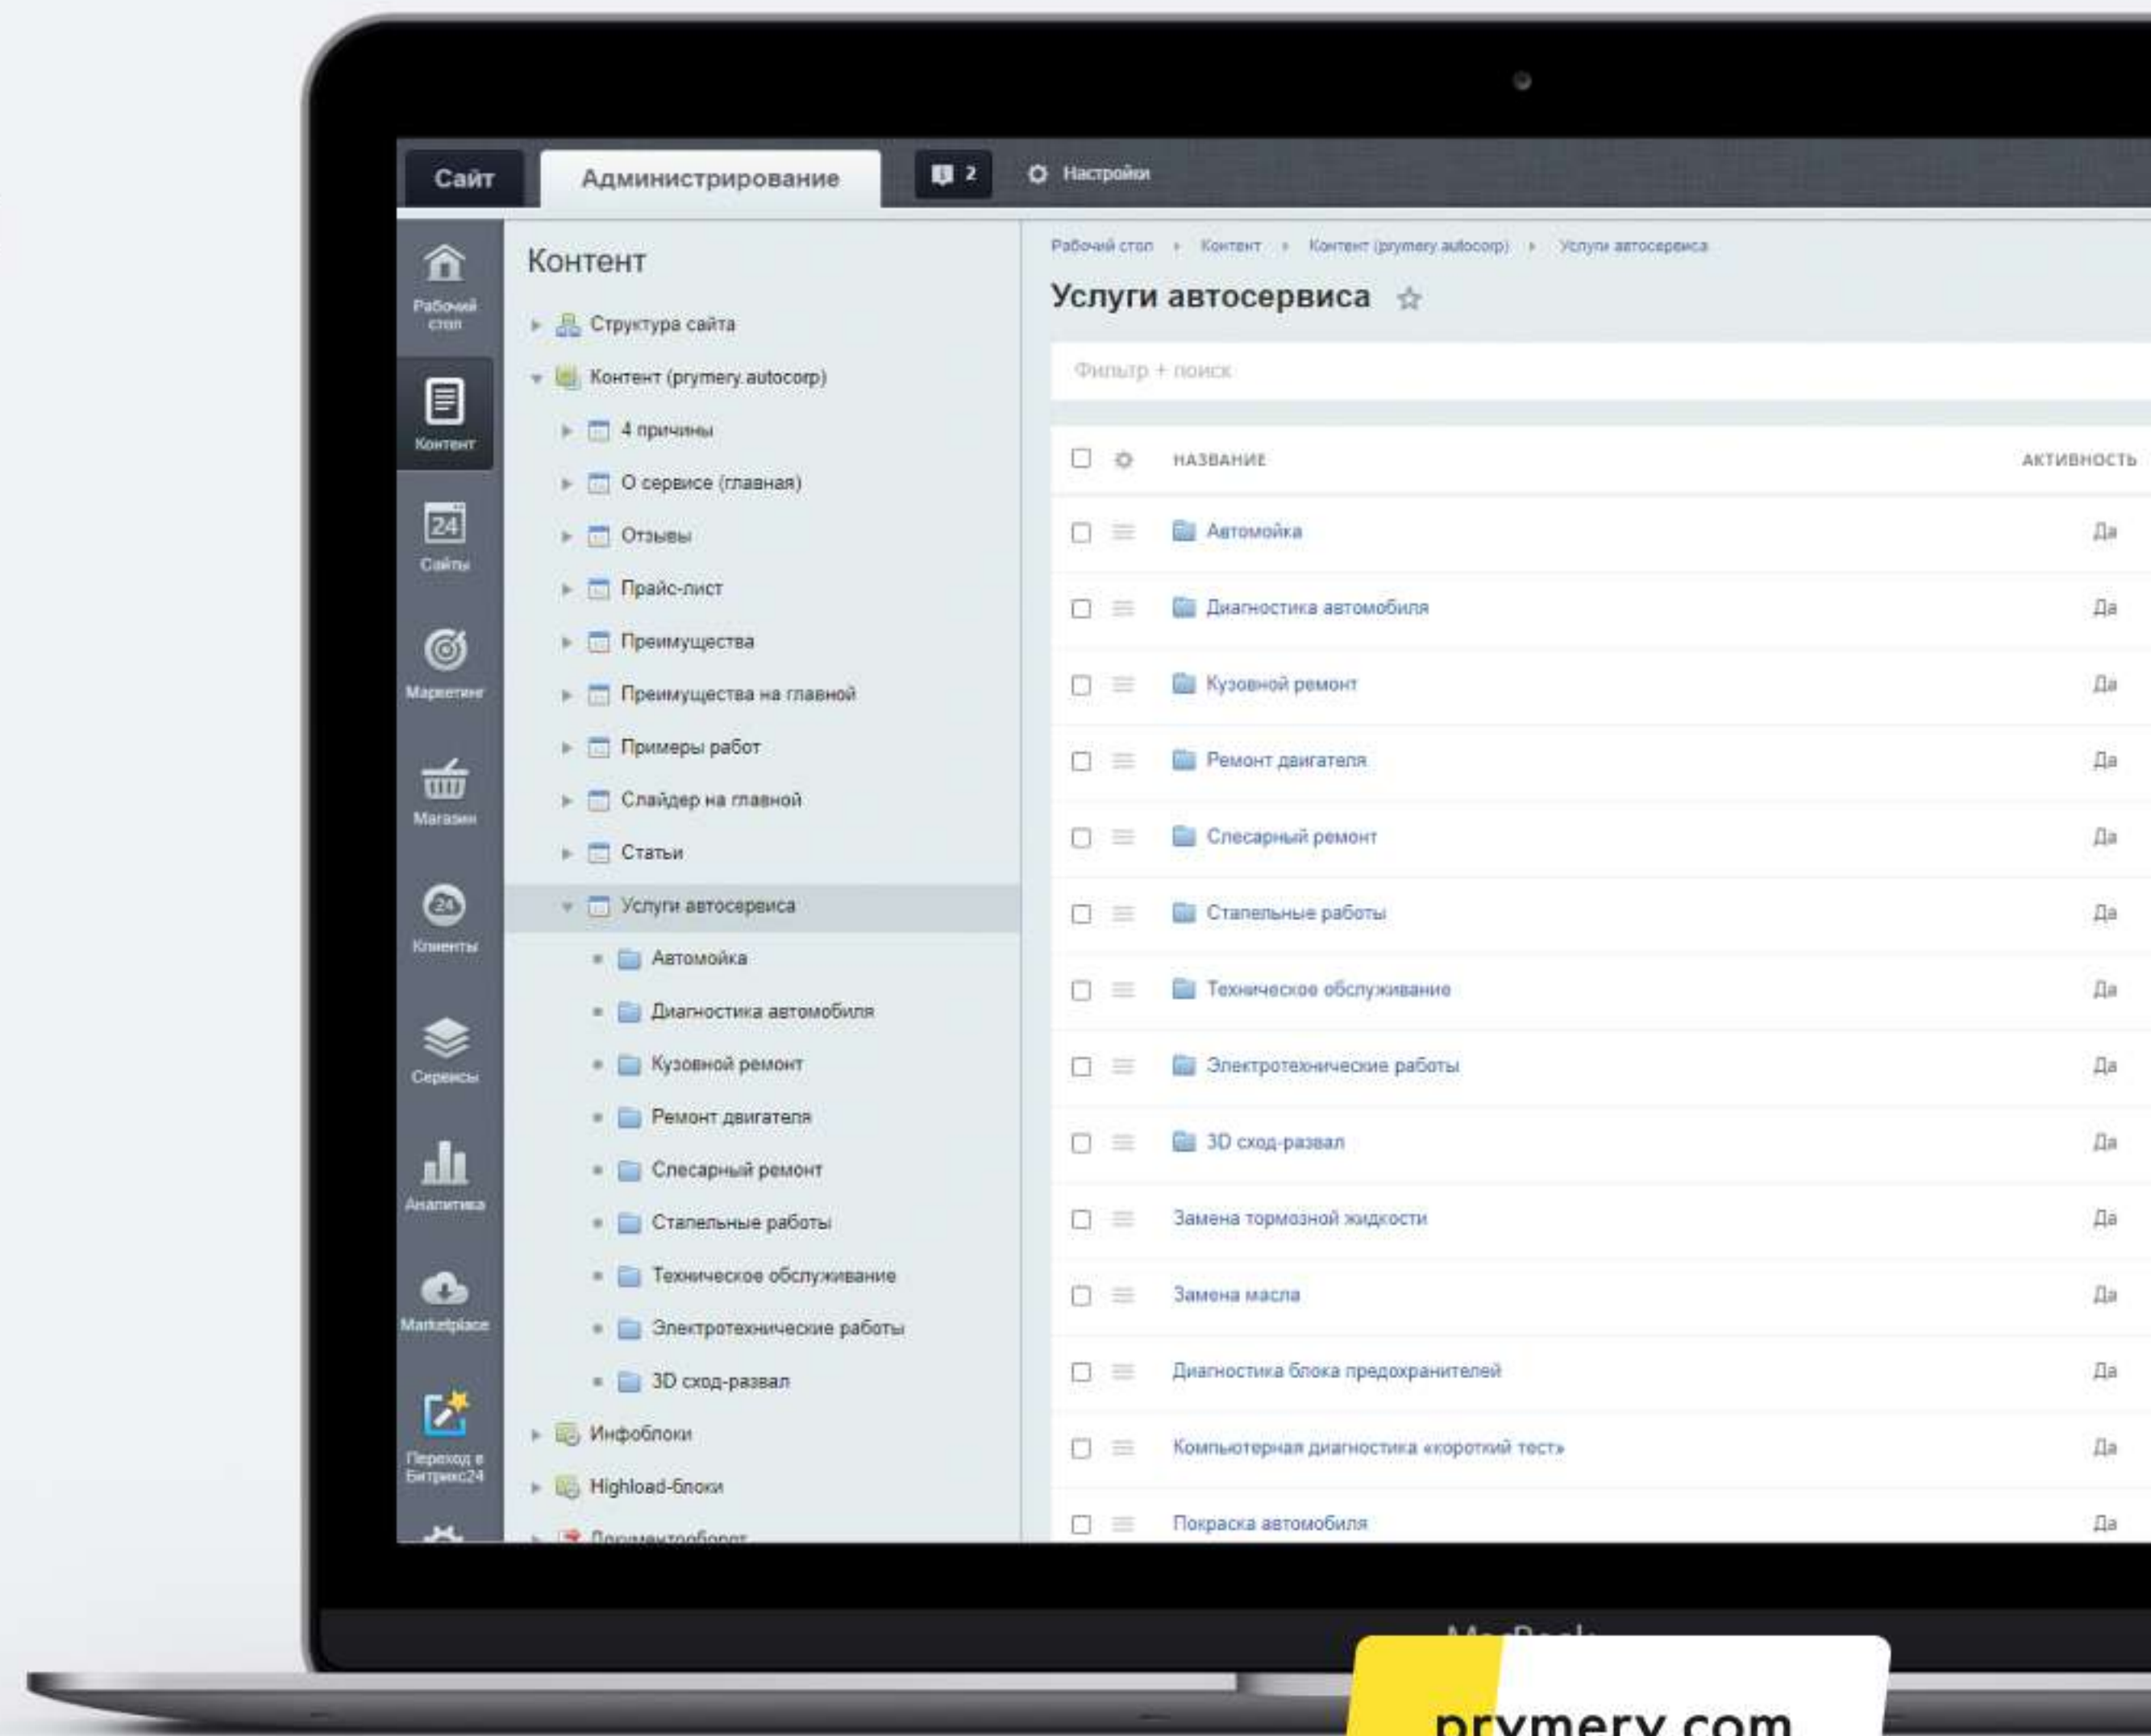 Сайт
Администрирование
2
Настройки
Рабочий
стол
Контент
24
Сайты
Маркетинг
Магазин
24
Клиенты
Сервисы
Аналитика
Marketplace
Переход в
Битрикс24
Контент
Структура сайта
Контент (prymery.autocorp)
4 причины
О сервисе (главная)
Отзывы
Прайс-лист
Преимущества
Преимущества на главной
Примеры работ
Слайдер на главной
Статьи
Услуги автосервиса
Автомойка
Диагностика автомобиля
Кузовной ремонт
Ремонт двигателя
Слесарный ремонт
Стапельные работы
Техническое обслуживание
Электротехнические работы
3D сход-развал
Инфоблоки
Highload-блоки
Документооборот
Рабочий стол Контент Контент (prymery.autocorp) Услуги автосервиса
Услуги автосервиса
Фильтр + поиск
НАЗВАНИЕ АКТИВНОСТЬ
Автомойка Да
Диагностика автомобиля Да
Кузовной ремонт Да
Ремонт двигателя Да
Слесарный ремонт Да
Стапельные работы Да
Техническое обслуживание Да
Электротехнические работы Да
3D сход-развал Да
Замена тормозной жидкости Да
Замена масла Да
Диагностика блока предохранителей Да
Компьютерная диагностика «короткий тест» Да
Покраска автомобиля Да
MacBook
prymery.com